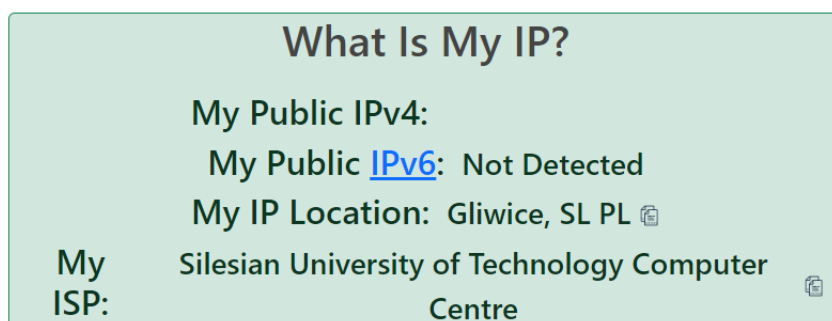 What Is My IP?
My Public IPv4:
My Public IPv6: Not Detected
My IP Location: Gliwice, SL PL
My ISP: Silesian University of Technology Computer Centre